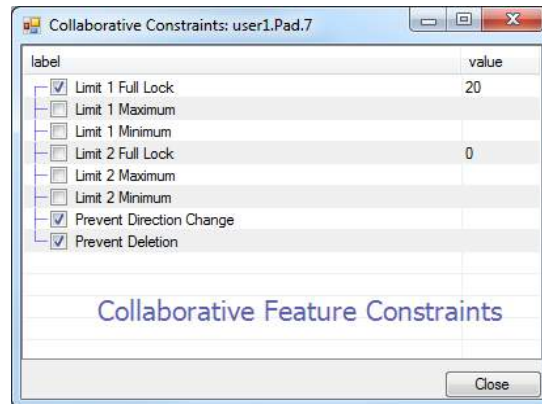 Collaborative Constraints: user1.Pad.7
label value
Limit 1 Full Lock 20
Limit 1 Maximum
Limit 1 Minimum
Limit 2 Full Lock 0
Limit 2 Maximum
Limit 2 Minimum
Prevent Direction Change
Prevent Deletion
Collaborative Feature Constraints
Close